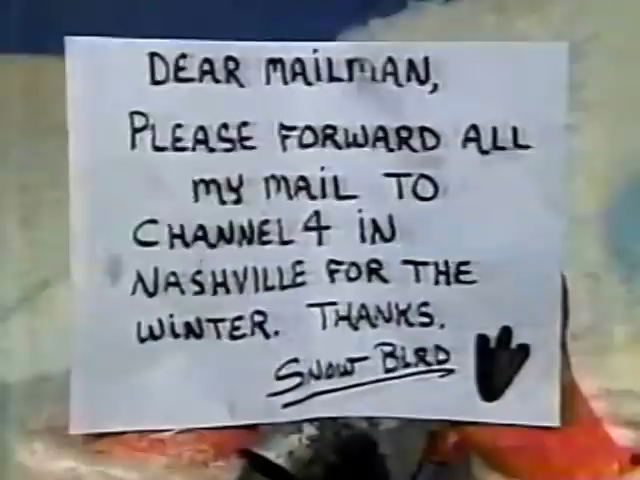 DEAR MAILMAN,
PLEASE FORWARD ALL
MY MAIL TO
CHANNEL 4 IN
NASHVILLE FOR THE
WINTER. THANKS.
SNOW BIRD